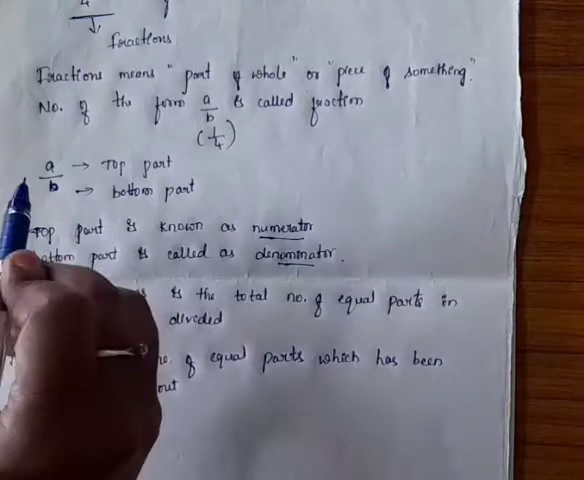 4
fractions
Fractions means "part of whole" or "piece of something."
No. of the form a/b is called fraction
(1/4)
a → Top part
b → bottom part
Top part is known as numerator
bottom part is called as denominator.
is the total no. of equal parts in
divided
no. of equal parts which has been
out